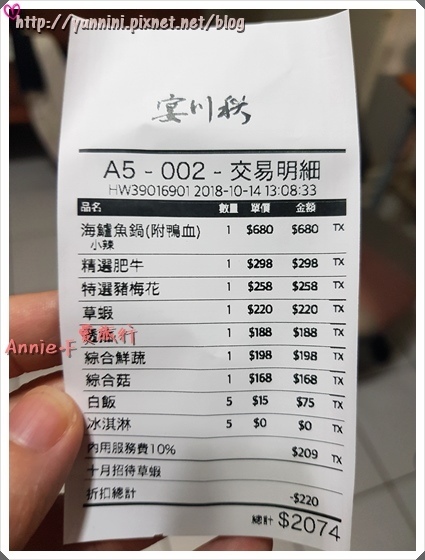 http://yannini.pixnet.net/blog
宴川秋
A5 - 002 - 交易明細
HW39016901 2018-10-14 13:08:33
品名 數量 單價 金額
海鱸魚鍋(附鴨血) 1 $680 $680 TX
小辣
精選肥牛 1 $298 $298 TX
特選豬梅花 1 $258 $258 TX
草蝦 1 $220 $220 TX
1 $188 $188 TX
Annie-f
旅行
綜合鮮蔬 1 $198 $198 TX
綜合菇 1 $168 $168 TX
白飯 5 $15 $75 TX
冰淇淋 5 $0 $0 TX
內用服務費10% $209 TX
十月招待草蝦
折扣總計 -$220
總計 $2074